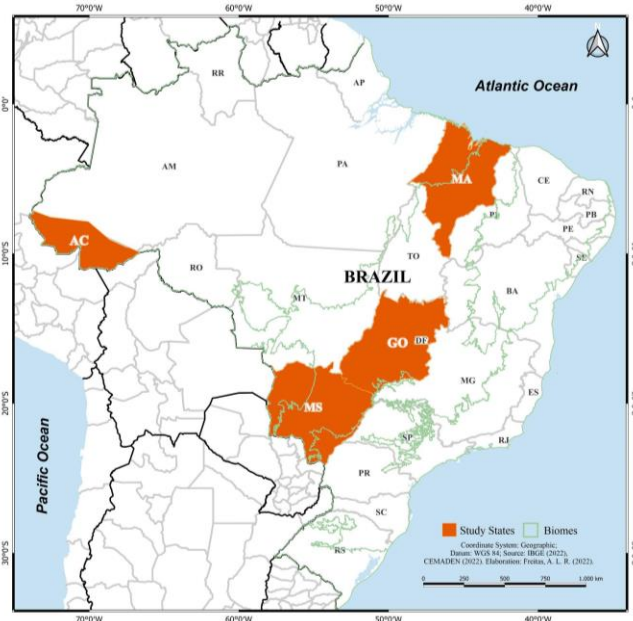 70°0'W 60°0'W 50°0'W 40°0'W
N
RR
AP
Atlantic Ocean
0°0'
AM
PA
MA
CE
RN
PB
PI
PE
AC
TO
SE
10°0'S
RO
BRAZIL
BA
MT
GO
DF
MG
20°0'S
MS
ES
SP
RJ
Pacific Ocean
PR
SC
Study States Biomes
Coordinate System: Geographic;
Datum: WGS 84; Source: IBGE (2022),
CEMADEN (2022). Elaboration: Freitas, A. L. R. (2022).
RS
30°0'S
0 250 500 750 1.000 km
70°0'W 60°0'W 50°0'W 40°0'W